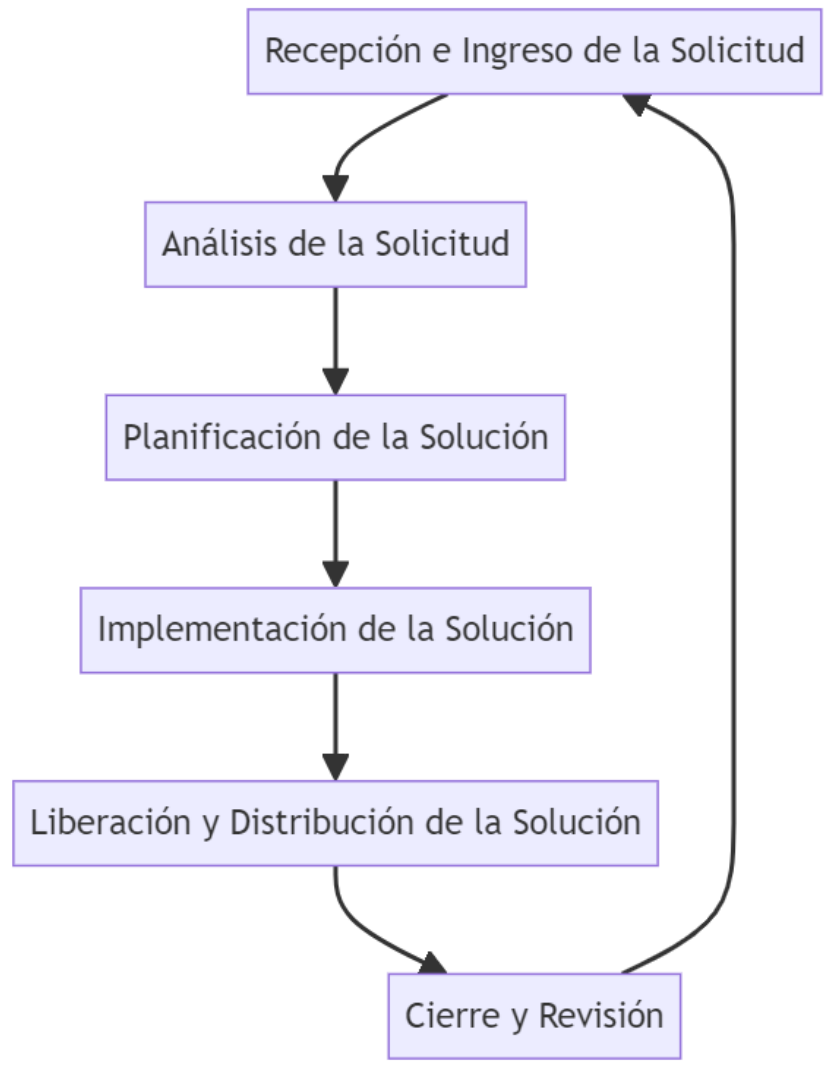 Recepción e Ingreso de la Solicitud
Análisis de la Solicitud
Planificación de la Solución
Implementación de la Solución
Liberación y Distribución de la Solución
Cierre y Revisión